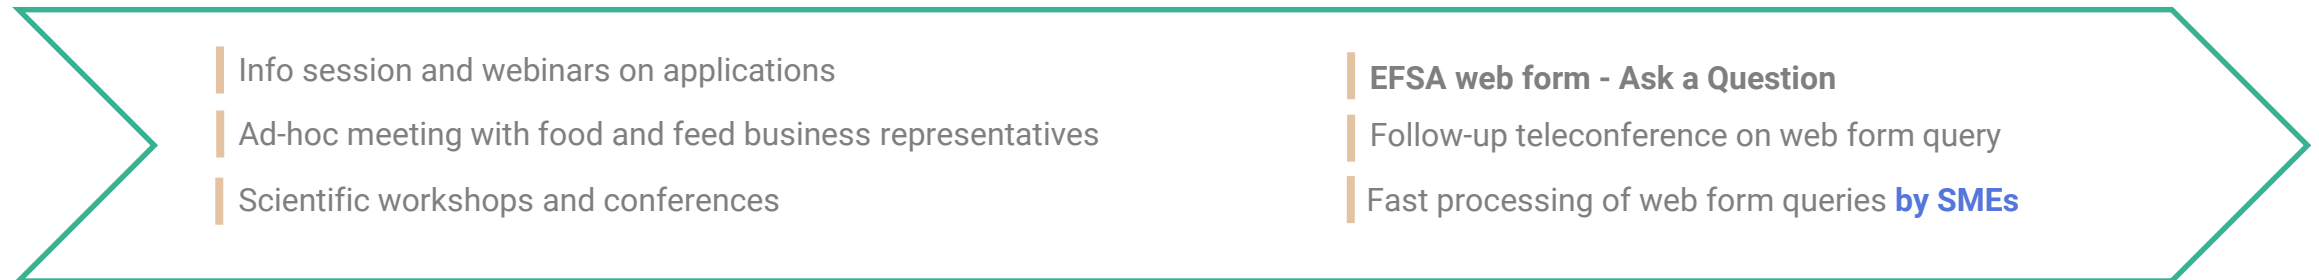 Info session and webinars on applications
Ad-hoc meeting with food and feed business representatives
Scientific workshops and conferences
EFSA web form - Ask a Question
Follow-up teleconference on web form query
Fast processing of web form queries by SMEs